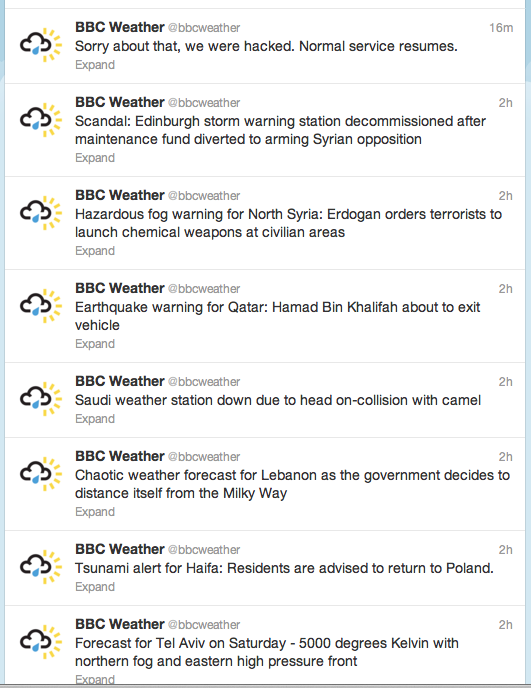 BBC Weather @bbcweather 16m
Sorry about that, we were hacked. Normal service resumes.
Expand
BBC Weather @bbcweather 2h
Scandal: Edinburgh storm warning station decommissioned after
maintenance fund diverted to arming Syrian opposition
Expand
BBC Weather @bbcweather 2h
Hazardous fog warning for North Syria: Erdogan orders terrorists to
launch chemical weapons at civilian areas
Expand
BBC Weather @bbcweather 2h
Earthquake warning for Qatar: Hamad Bin Khalifah about to exit
vehicle
Expand
BBC Weather @bbcweather 2h
Saudi weather station down due to head on-collision with camel
Expand
BBC Weather @bbcweather 2h
Chaotic weather forecast for Lebanon as the government decides to
distance itself from the Milky Way
Expand
BBC Weather @bbcweather 2h
Tsunami alert for Haifa: Residents are advised to return to Poland.
Expand
BBC Weather @bbcweather 2h
Forecast for Tel Aviv on Saturday - 5000 degrees Kelvin with
northern fog and eastern high pressure front
Expand